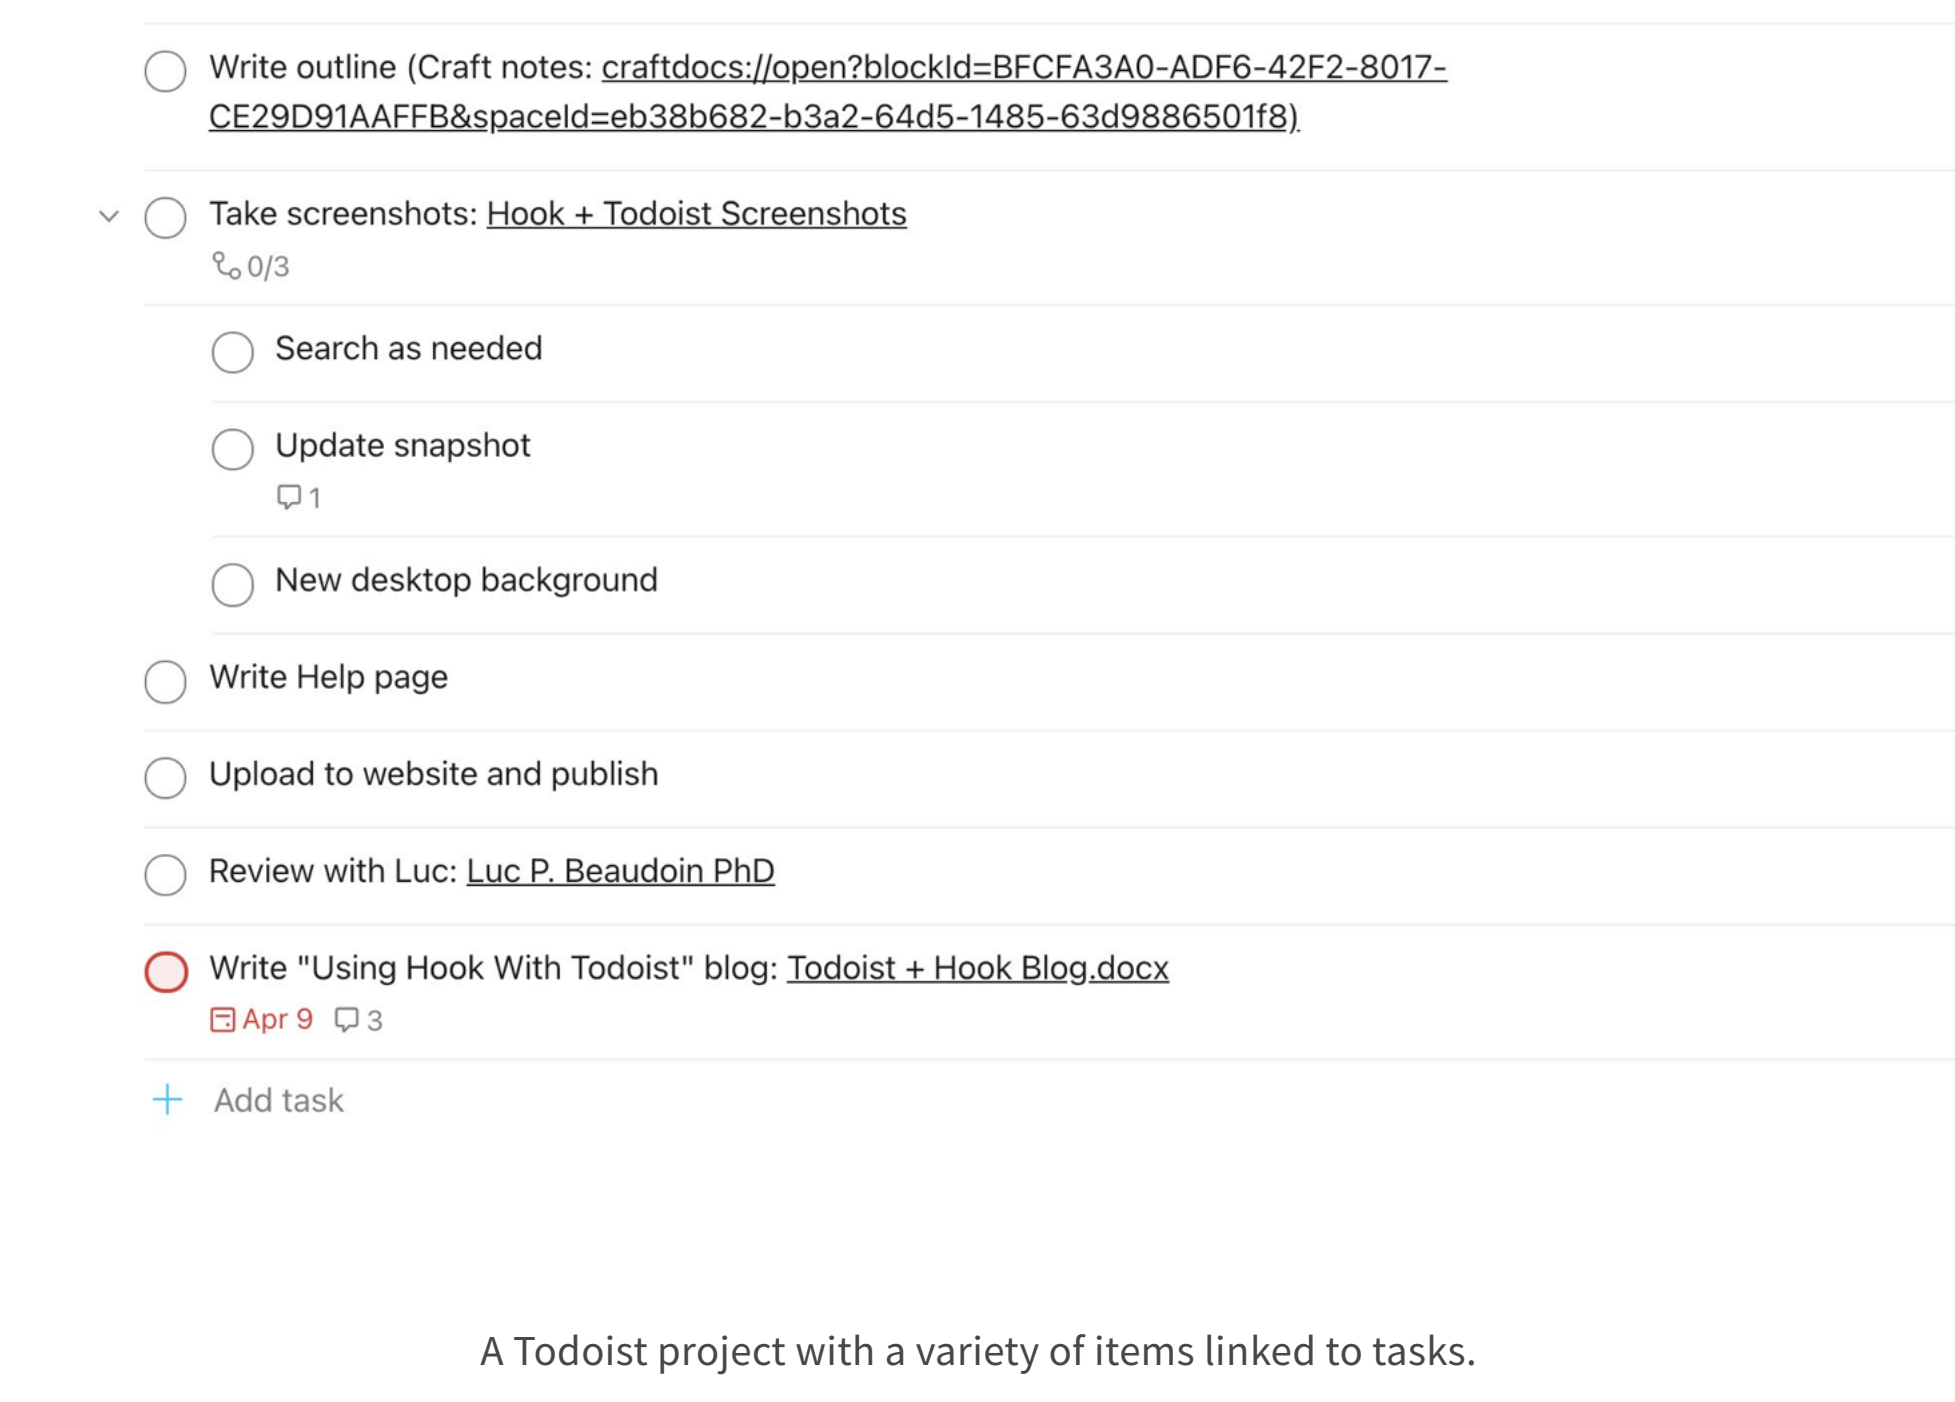 Write outline (Craft notes: craftdocs://open?blockId=BFCFA3A0-ADF6-42F2-8017-
CE29D91AAFFB&spaceId=eb38b682-b3a2-64d5-1485-63d9886501f8)
Take screenshots: Hook + Todoist Screenshots
0/3
Search as needed
Update snapshot
1
New desktop background
Write Help page
Upload to website and publish
Review with Luc: Luc P. Beaudoin PhD
Write "Using Hook With Todoist" blog: Todoist + Hook Blog.docx
Apr 9 3
Add task
A Todoist project with a variety of items linked to tasks.